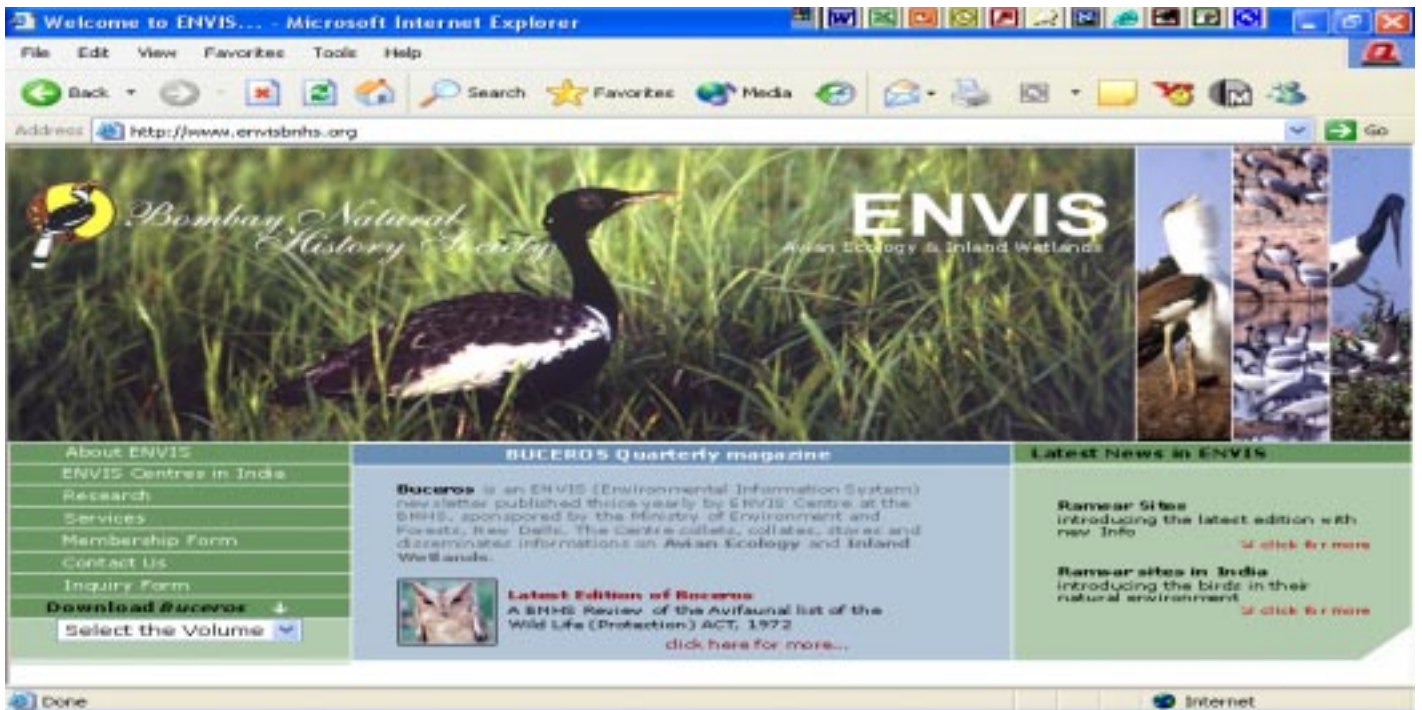 Welcome to ENVIS... - Microsoft Internet Explorer
File Edit View Favorites Tools Help
Back Search Favorites Media
Address http://www.envisbnhs.org Go
Bombay Natural
History Society
ENVIS
Avian Ecology & Inland Wetlands
About ENVIS
ENVIS Centres in India
Research
Services
Membership Form
Contact Us
Inquiry Form
Download Buceros
Select the Volume
BUCEROS Quarterly magazine
Buceros is an ENVIS (Environmental Information System)
newsletter published thrice yearly by ENVIS Centre at the
BNHS, sponspored by the Ministry of Environment and
Forests, New Delhi. The Centre collets, collates, stores and
disseminates informations on Avian Ecology and Inland
Wetlands.
Latest Edition of Buceros
A BNHS Review of the Avifaunal list of the
Wild Life (Protection) ACT, 1972
click here for more...
Latest News in ENVIS
Ramsar Sites
introducing the latest edition with
new Info
click for more
Ramsar sites in India
introducing the birds in their
natural environment
click for more
Done Internet